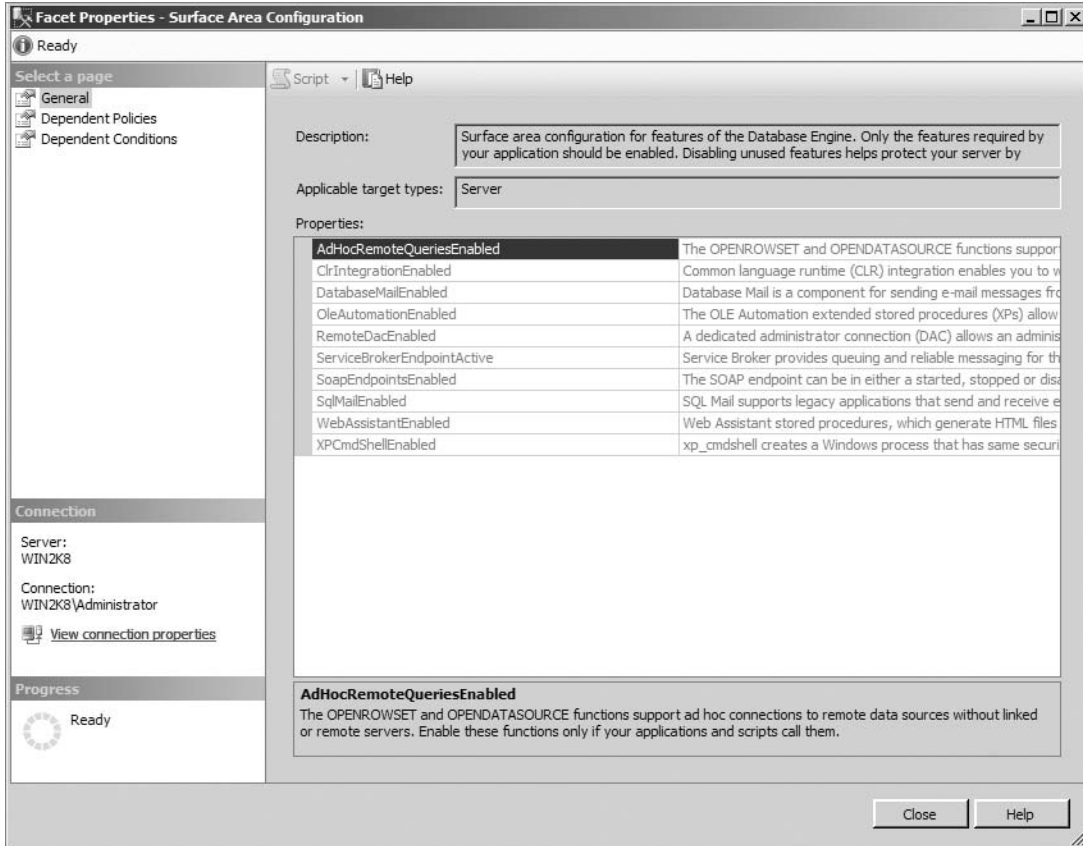 Facet Properties - Surface Area Configuration
Ready
Select a page
General
Dependent Policies
Dependent Conditions
Script
Help
Description:
Surface area configuration for features of the Database Engine. Only the features required by
your application should be enabled. Disabling unused features helps protect your server by
Applicable target types:
Server
Properties:
AdHocRemoteQueriesEnabled The OPENROWSET and OPENDATASOURCE functions suppor
ClrIntegrationEnabled Common language runtime (CLR) integration enables you to w
DatabaseMailEnabled Database Mail is a component for sending e-mail messages fro
OleAutomationEnabled The OLE Automation extended stored procedures (XPs) allow
RemoteDacEnabled A dedicated administrator connection (DAC) allows an adminis
ServiceBrokerEndpointActive Service Broker provides queuing and reliable messaging for th
SoapEndpointsEnabled The SOAP endpoint can be in either a started, stopped or disa
SqlMailEnabled SQL Mail supports legacy applications that send and receive e
WebAssistantEnabled Web Assistant stored procedures, which generate HTML files
XPCmdShellEnabled xp_cmdshell creates a Windows process that has same securi
Connection
Server:
WIN2K8
Connection:
WIN2K8\Administrator
View connection properties
Progress
Ready
AdHocRemoteQueriesEnabled
The OPENROWSET and OPENDATASOURCE functions support ad hoc connections to remote data sources without linked
or remote servers. Enable these functions only if your applications and scripts call them.
Close
Help